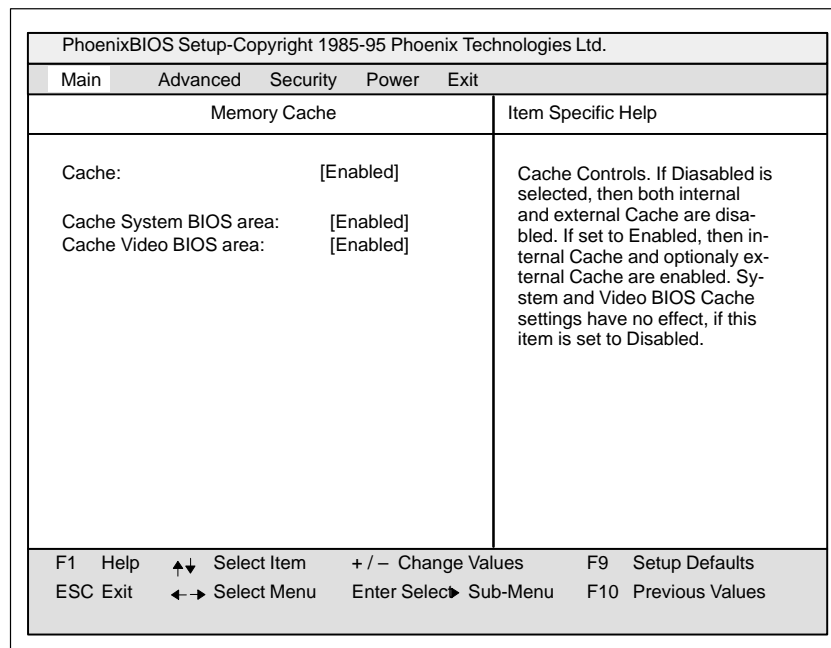 PhoenixBIOS Setup-Copyright 1985-95 Phoenix Technologies Ltd.
Main Advanced Security Power Exit
Memory Cache
Item Specific Help
Cache: [Enabled]
Cache System BIOS area: [Enabled]
Cache Video BIOS area: [Enabled]
Cache Controls. If Diasabled is
selected, then both internal
and external Cache are disa-
bled. If set to Enabled, then in-
ternal Cache and optionaly ex-
ternal Cache are enabled. Sy-
stem and Video BIOS Cache
settings have no effect, if this
item is set to Disabled.
F1 Help Select Item + / – Change Values F9 Setup Defaults
ESC Exit Select Menu Enter Select Sub-Menu F10 Previous Values